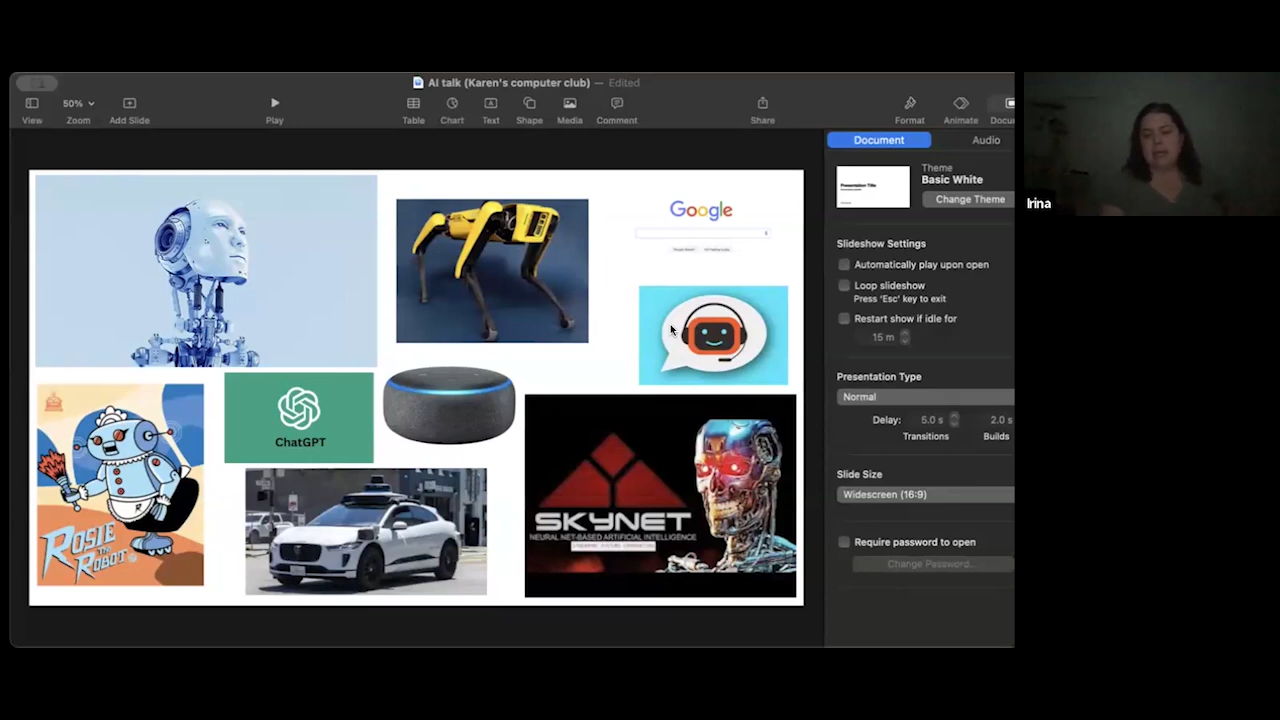 AI talk (Karen's computer club) — Edited
50%
View
Zoom
Add Slide
Play
Table
Chart
Text
Shape
Media
Comment
Share
Format
Animate
Docu
Document
Audio
Presentation Title
Theme
Basic White
Change Theme
Slideshow Settings
Automatically play upon open
Loop slideshow
Press 'Esc' key to exit
Restart show if idle for
15 m
Presentation Type
Normal
Delay:
5.0 s
2.0 s
Transitions
Builds
Slide Size
Widescreen (16:9)
Require password to open
Change Password...
Google
ChatGPT
ROSIE
THE
ROBOT
SKYNET
NEURAL NET-BASED ARTIFICIAL INTELLIGENCE
Irina